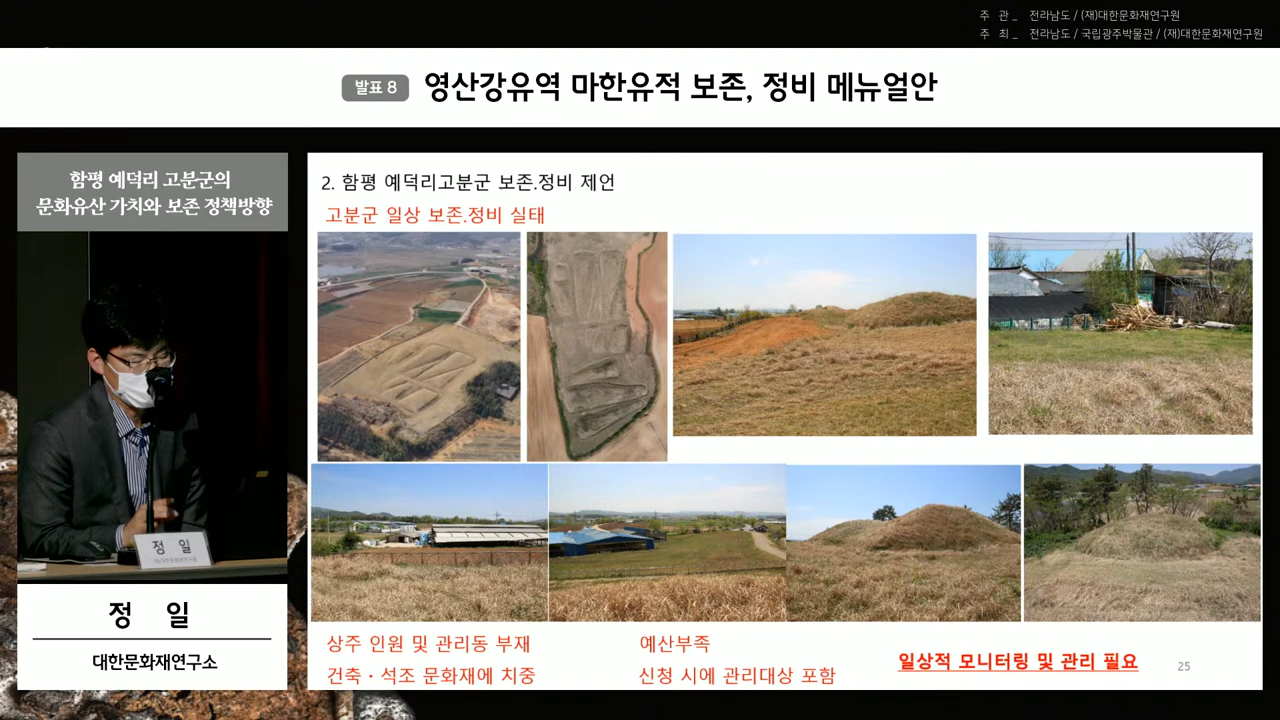 주 관 _ 전라남도 / (재)대한문화재연구원
주 최 _ 전라남도 / 국립광주박물관 / (재)대한문화재연구원
발표 8 영산강유역 마한유적 보존, 정비 메뉴얼안
함평 예덕리 고분군의
문화유산 가치와 보존 정책방향
정 일
정 일
대한문화재연구소
2. 함평 예덕리고분군 보존.정비 제언
고분군 일상 보존.정비 실태
상주 인원 및 관리동 부재
건축·석조 문화재에 치중
예산부족
신청 시에 관리대상 포함
일상적 모니터링 및 관리 필요
25